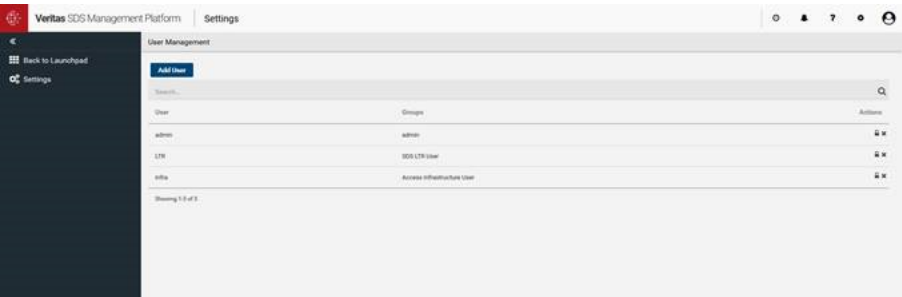 Veritas SDS Management Platform Settings
?
«
User Management
Back to Launchpad
Add User
Settings
Search...
User Groups Actions
admin admin
LTR SDS LTR User
infra Access Infrastructure User
Showing 1-3 of 3